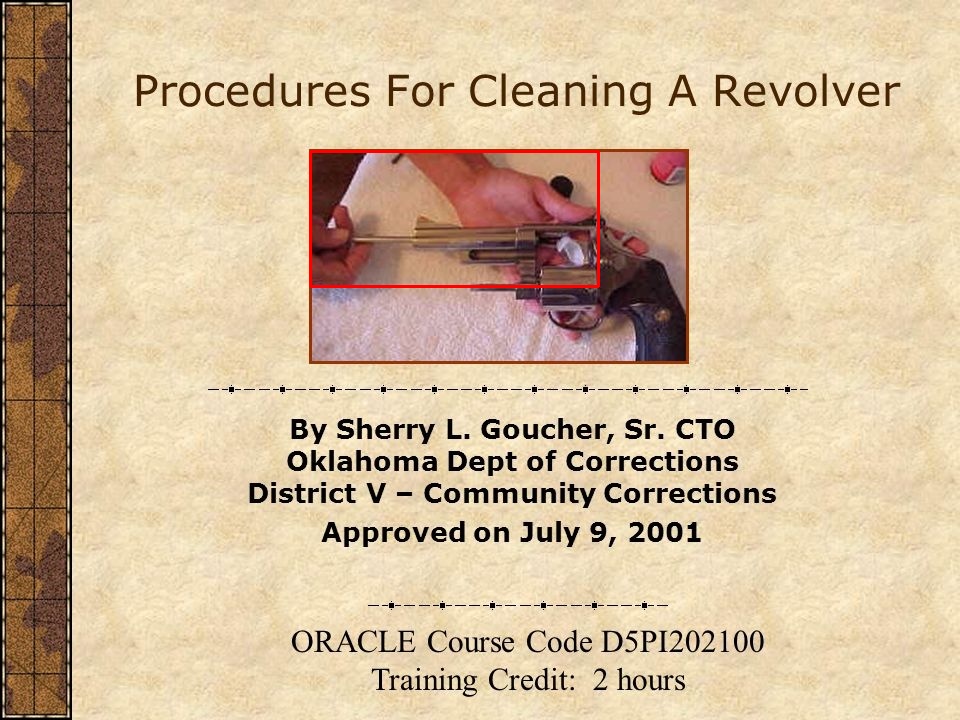 Procedures For Cleaning A Revolver
By Sherry L. Goucher, Sr. CTO
Oklahoma Dept of Corrections
District V – Community Corrections
Approved on July 9, 2001
ORACLE Course Code D5PI202100
Training Credit: 2 hours